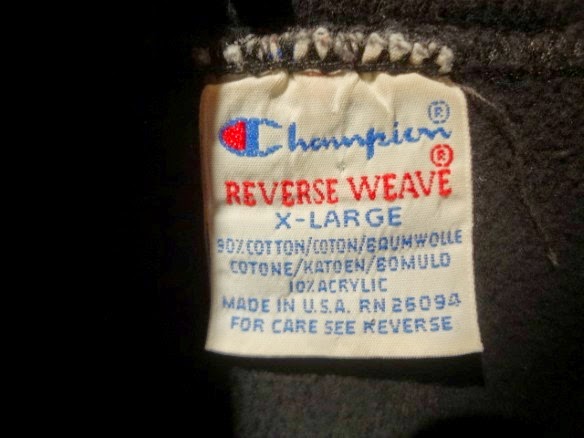 Champion®
®
REVERSE WEAVE
X-LARGE
90% COTTON/COTON/BAUMWOLLE
COTONE/KATOEN/BOMULD
10% ACRYLIC
MADE IN U.S.A. RN 26094
FOR CARE SEE REVERSE